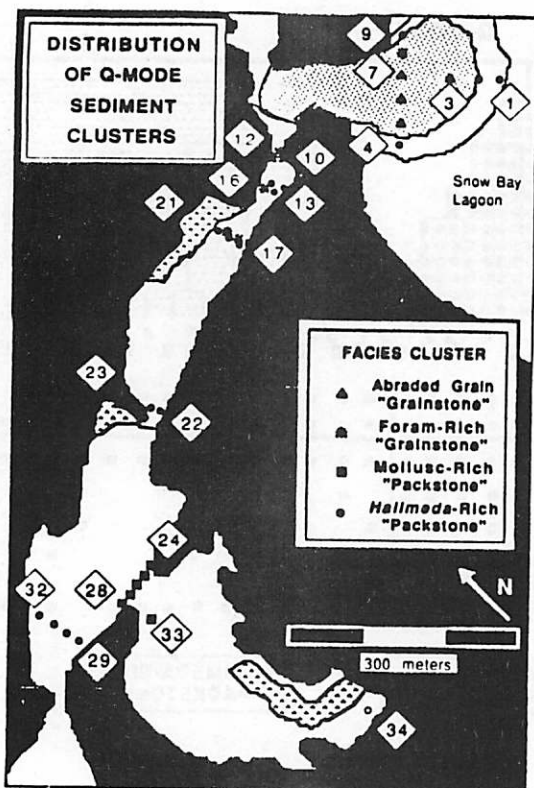 DISTRIBUTION
OF Q-MODE
SEDIMENT
CLUSTERS
9
7
3
1
4
12
10
16
13
21
17
Snow Bay
Lagoon
23
22
FACIES CLUSTER
Abraded Grain
"Grainstone"
Foram-Rich
"Grainstone"
Mollusc-Rich
"Packstone"
Halimeda-Rich
"Packstone"
24
32
28
33
29
N
300 meters
34